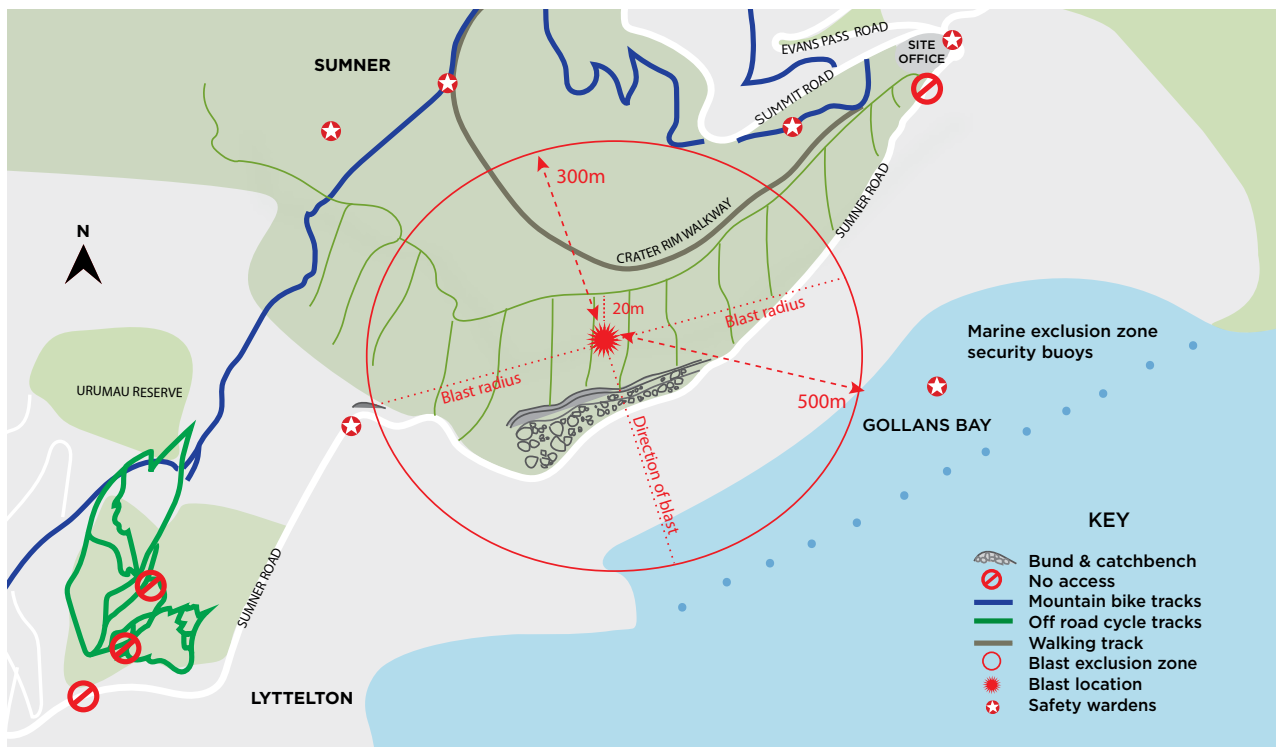 EVANS PASS ROAD
SITE
OFFICE
SUMNER
SUMMIT ROAD
300m
CRATER RIM WALKWAY
SUMNER ROAD
N
20m
Blast radius
Marine exclusion zone
security buoys
Blast radius
URUMAU RESERVE
500m
GOLLANS BAY
Direction of blast
KEY
Bund & catchbench
No access
Mountain bike tracks
Off road cycle tracks
Walking track
Blast exclusion zone
Blast location
Safety wardens
SUMNER ROAD
LYTTELTON